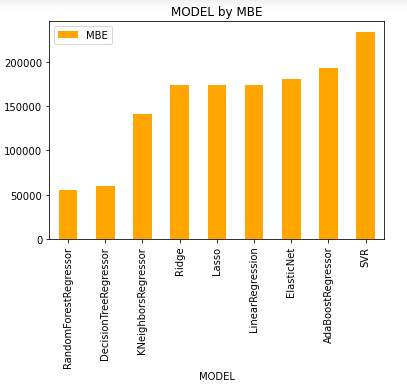 MODEL by MBE
MBE
200000
150000
100000
50000
0
RandomForestRegressor
DecisionTreeRegressor
KNeighborsRegressor
Ridge
Lasso
LinearRegression
ElasticNet
AdaBoostRegressor
SVR
MODEL